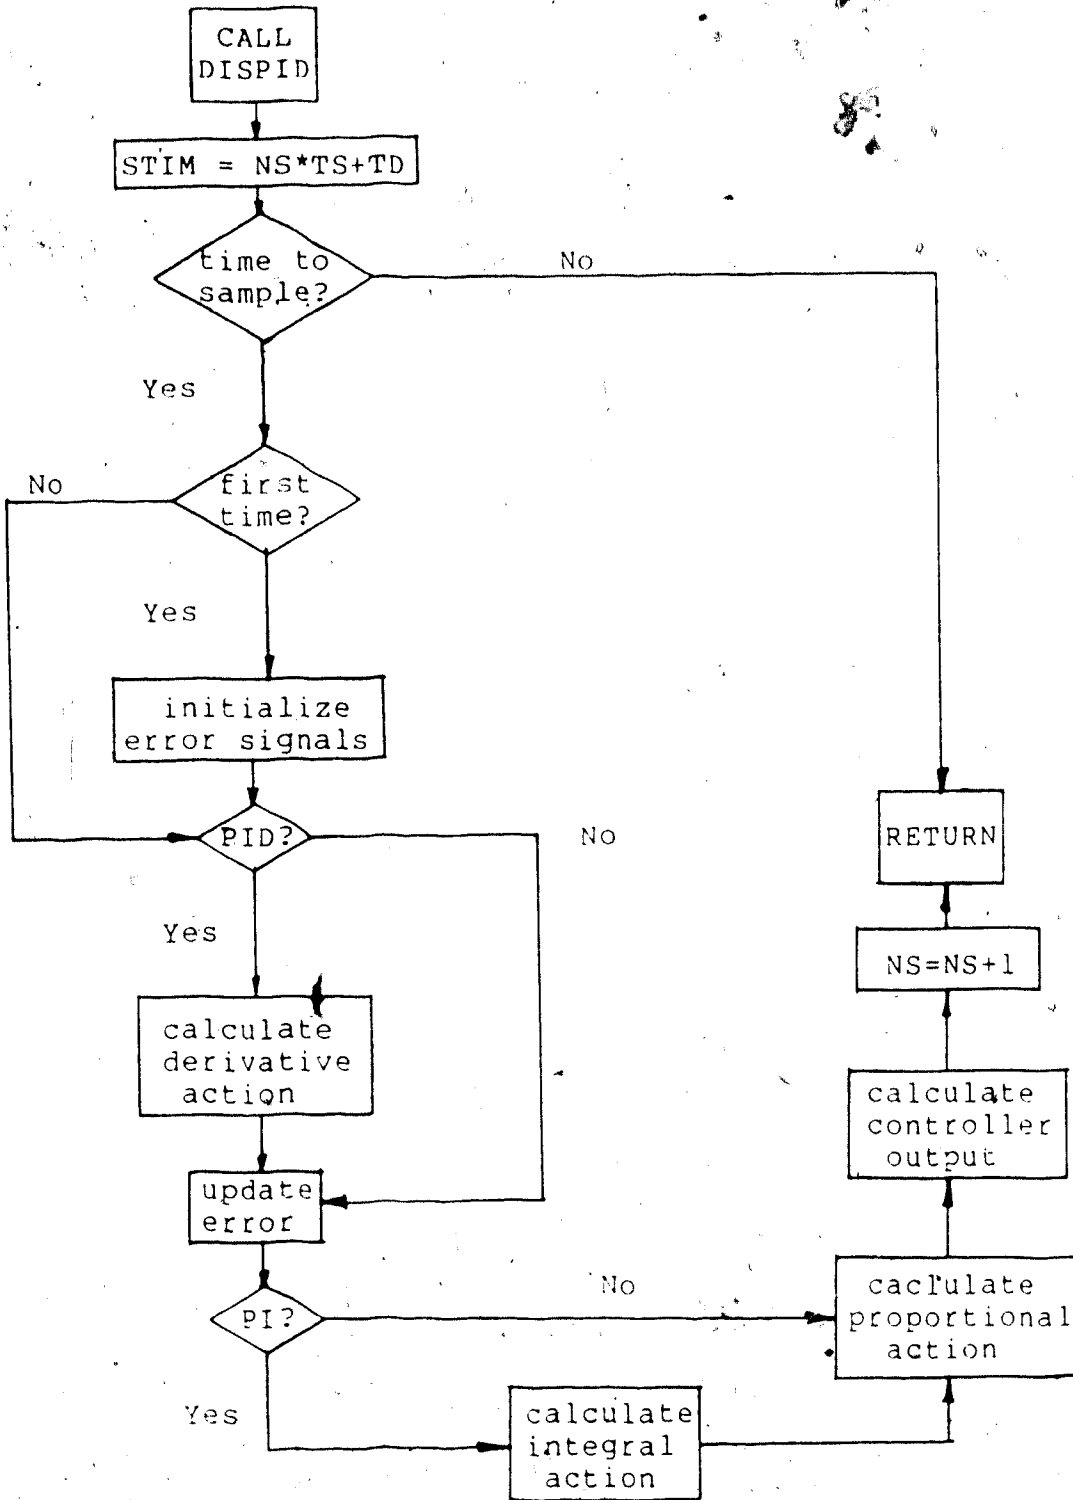 CALL
DISPID
STIM = NS*TS+TD
time to
sample?
No
Yes
first
time?
No
Yes
initialize
error signals
PID?
No
Yes
RETURN
NS=NS+1
calculate
derivative
action
calculate
controller
output
update
error
PI?
No
caclulate
proportional
action
Yes
calculate
integral
action